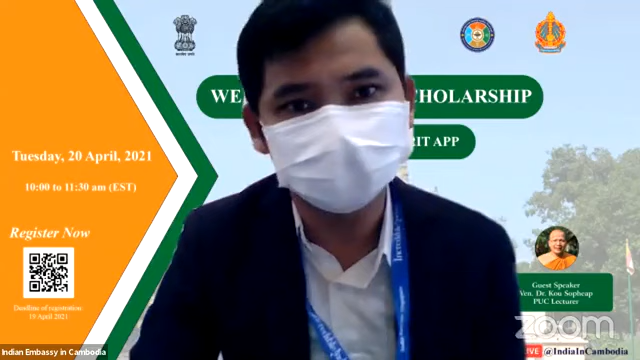 WE
CHOLARSHIP
RIT APP
Tuesday, 20 April, 2021
10:00 to 11:30 am (EST)
Register Now
Deadline of registration:
19 April 2021
Guest Speaker
Ven. Dr. Kou Sopheap
PUC Lecturer
zoom
LIVE
@IndiaInCambodia
Indian Embassy in Cambodia